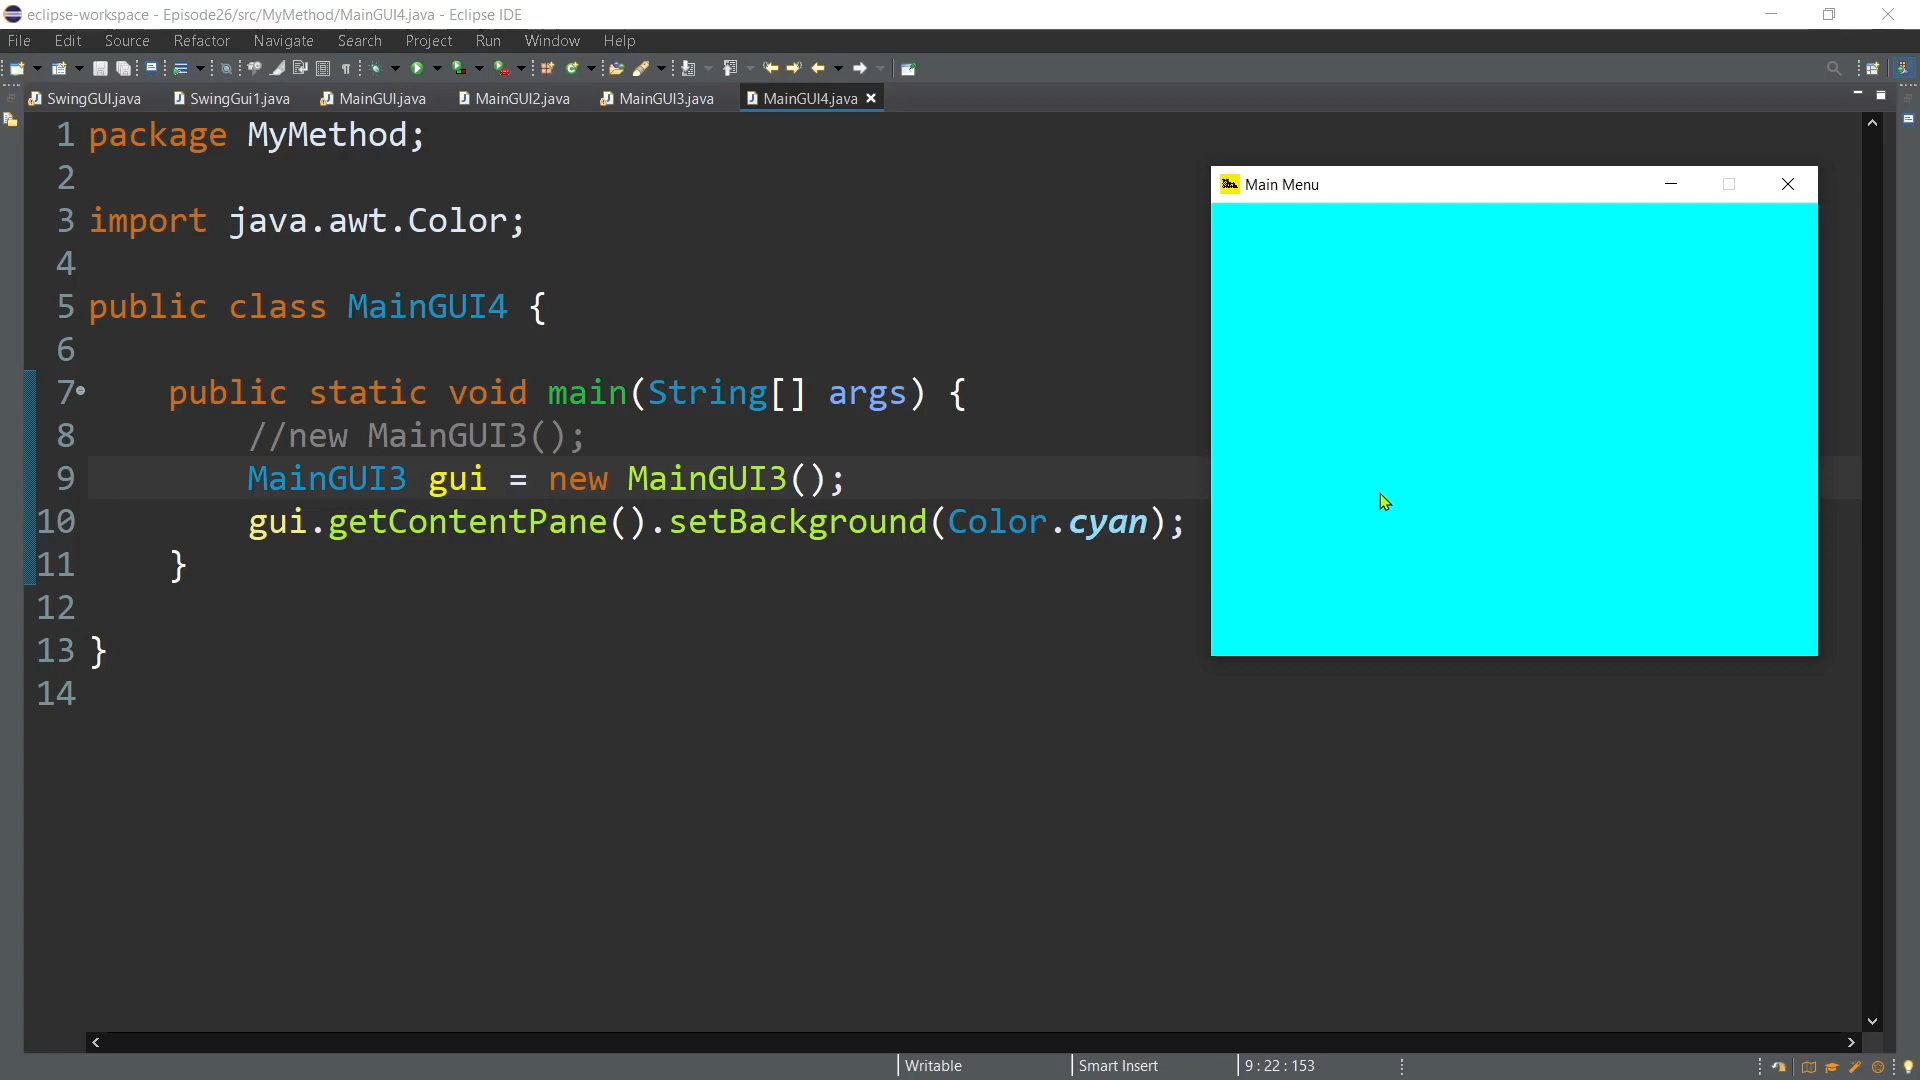 eclipse-workspace - Episode26/src/MyMethod/MainGUI4.java - Eclipse IDE
File Edit Source Refactor Navigate Search Project Run Window Help
SwingGUI.java SwingGui1.java MainGUI.java MainGUI2.java MainGUI3.java MainGUI4.java
1 package MyMethod;
2
3 import java.awt.Color;
4
5 public class MainGUI4 {
6
7 public static void main(String[] args) {
8 //new MainGUI3();
9 MainGUI3 gui = new MainGUI3();
10 gui.getContentPane().setBackground(Color.cyan);
11 }
12
13 }
14
Main Menu
Writable Smart Insert 9 : 22 : 153